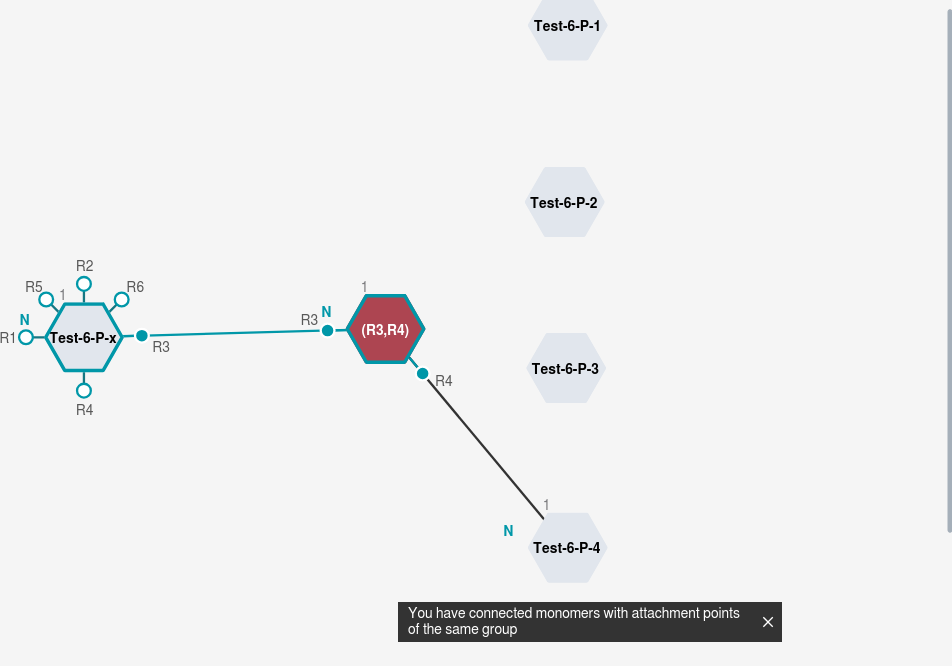 Test-6-P-1
Test-6-P-2
R2
R5
1
R6
N
R1
Test-6-P-x
R3
R4
1
N
R3
(R3,R4)
R4
Test-6-P-3
1
N
Test-6-P-4
You have connected monomers with attachment points
of the same group